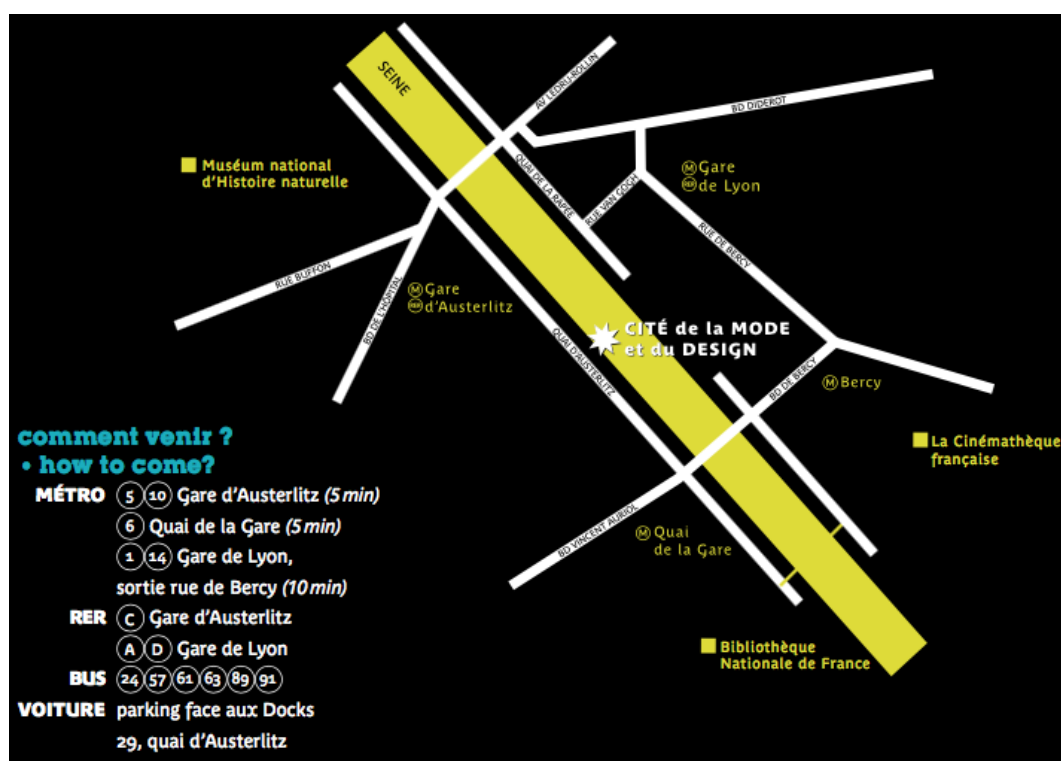 SEINE
AV LEDRU-ROLLIN
BD DIDEROT
Muséum national
d'Histoire naturelle
QUAI DE LA RAPÉE
RUE VAN GOGH
M Gare
RER de Lyon
RUE DE BERCY
RUE BUFFON
BD DE L'HÔPITAL
M Gare
RER d'Austerlitz
QUAI D'AUSTERLITZ
CITÉ de la MODE
et du DESIGN
BD DE BERCY
M Bercy
La Cinémathèque
française
BD VINCENT AURIOL
M Quai
de la Gare
Bibliothèque
Nationale de France
comment venir ?
• how to come?
MÉTRO 5 10 Gare d'Austerlitz (5 min)
6 Quai de la Gare (5 min)
1 14 Gare de Lyon,
sortie rue de Bercy (10 min)
RER C Gare d'Austerlitz
A D Gare de Lyon
BUS 24 57 61 63 89 91
VOITURE parking face aux Docks
29, quai d'Austerlitz